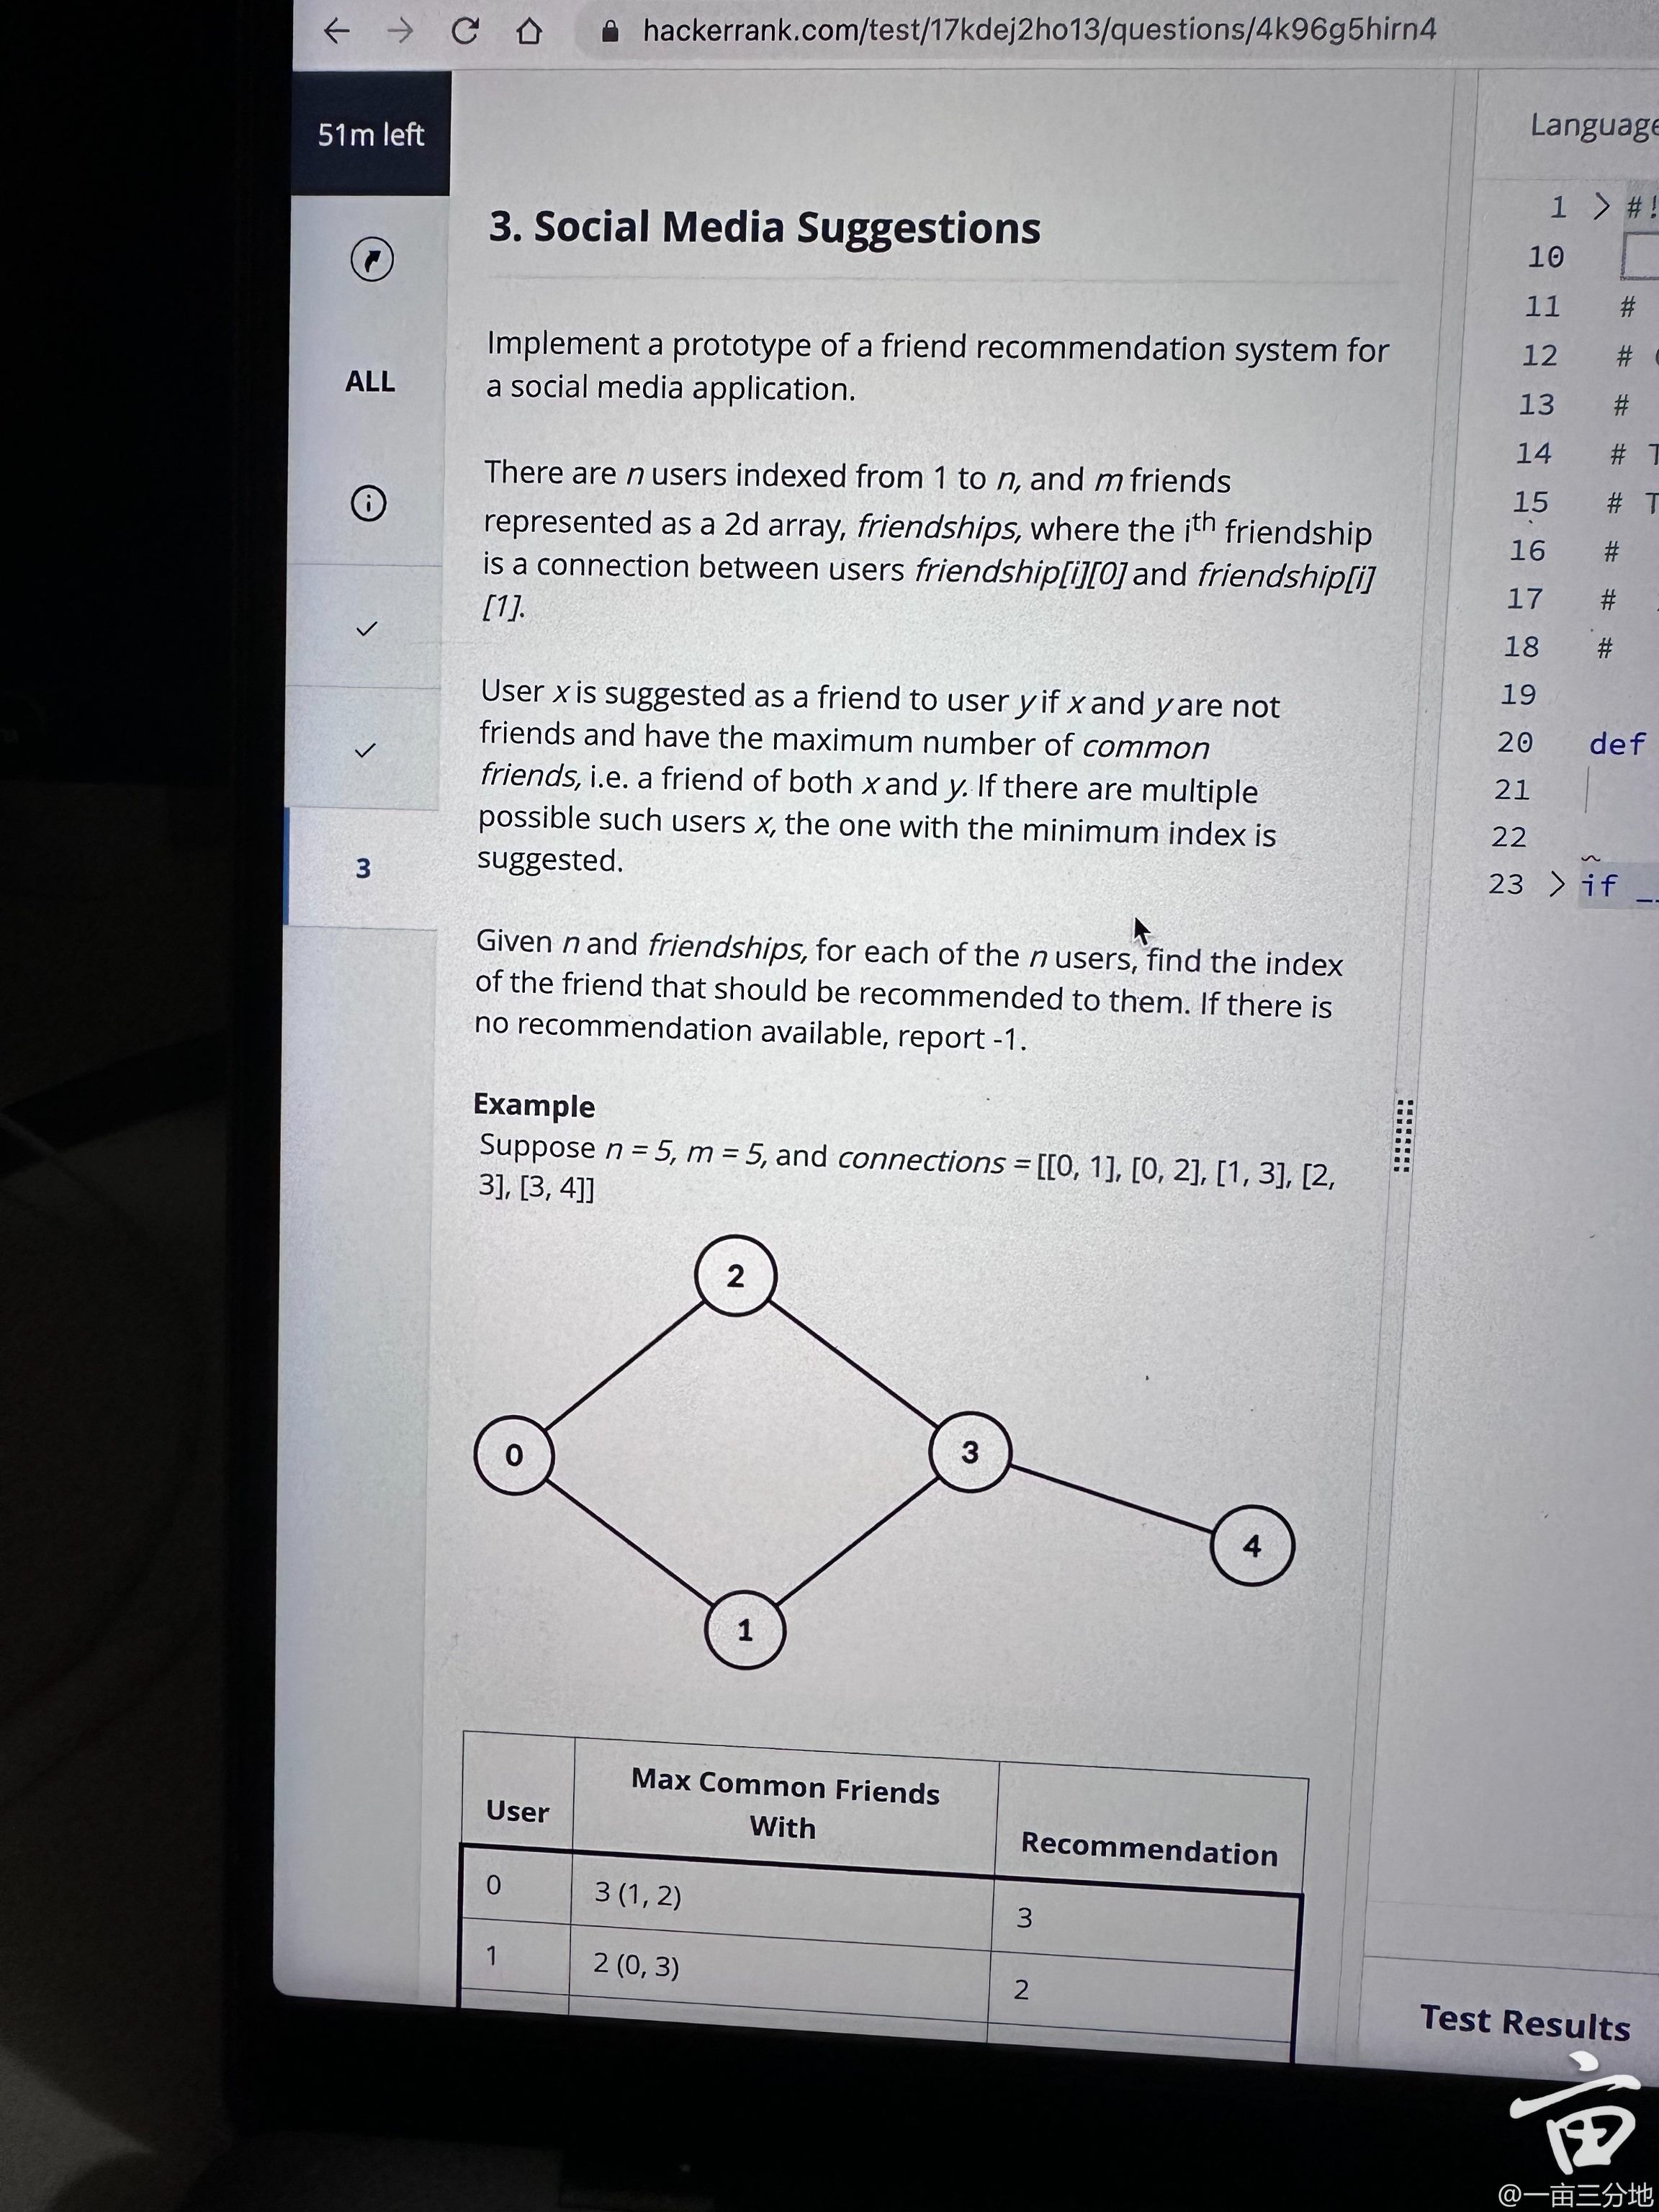 hackerrank.com/test/17kdej2ho13/questions/4k96g5hirn4
51m left
ALL
3
3. Social Media Suggestions
Implement a prototype of a friend recommendation system for
a social media application.
There are n users indexed from 1 to n, and m friends
represented as a 2d array, friendships, where the ith friendship
is a connection between users friendship[i][0] and friendship[i]
[1].
User x is suggested as a friend to user y if x and y are not
friends and have the maximum number of common
friends, i.e. a friend of both x and y. If there are multiple
possible such users x, the one with the minimum index is
suggested.
Given n and friendships, for each of the n users, find the index
of the friend that should be recommended to them. If there is
no recommendation available, report -1.
Example
Suppose n = 5, m = 5, and connections = [[0, 1], [0, 2], [1, 3], [2,
3], [3, 4]]
2
0
3
4
1
User Max Common Friends With Recommendation
0 3 (1, 2) 3
1 2 (0, 3) 2
Language
1 > #!
10
11 #
12 #
13 #
14 # T
15 # T
16 #
17 #
18 #
19
20 def
21
22
23 > if _
Test Results
亩
@一亩三分地